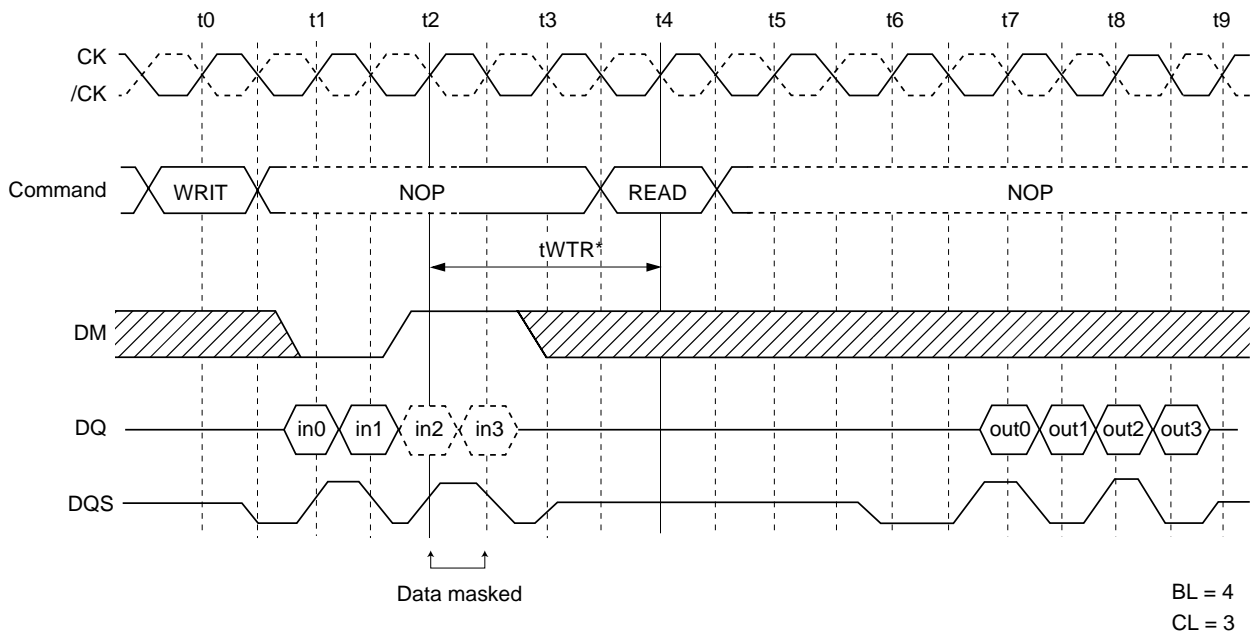 t0 t1 t2 t3 t4 t5 t6 t7 t8 t9
CK
/CK
Command WRIT NOP READ NOP
tWTR*
DM
DQ in0 in1 in2 in3 out0 out1 out2 out3
DQS
Data masked
BL = 4
CL = 3